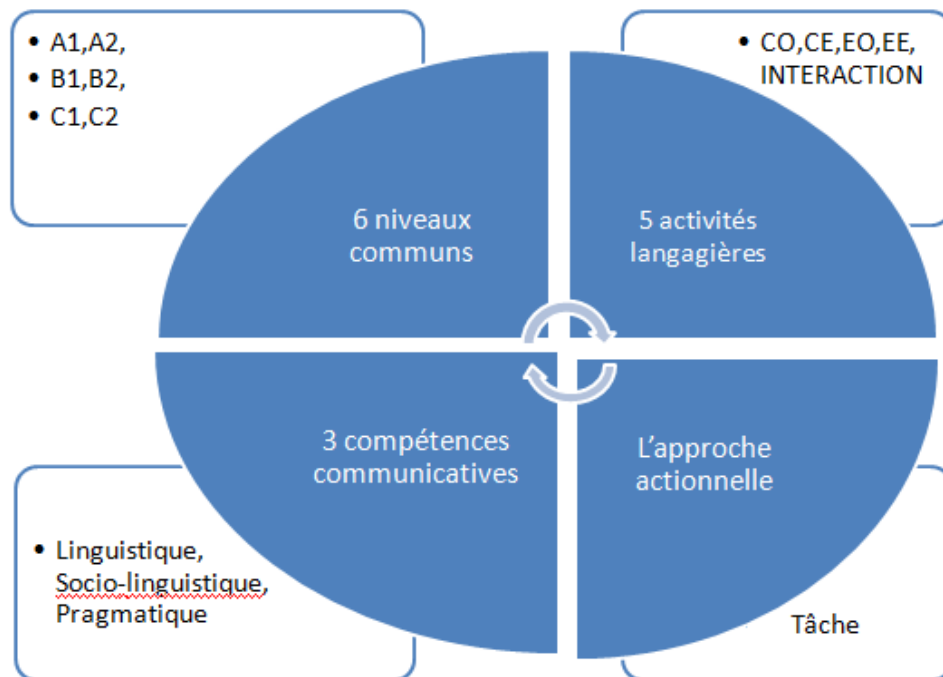 • A1,A2,
• B1,B2,
• C1,C2
• CO,CE,EO,EE,
INTERACTION
6 niveaux
communs
5 activités
langagières
3 compétences
communicatives
L’approche
actionnelle
• Linguistique,
Socio-linguistique,
Pragmatique
Tâche